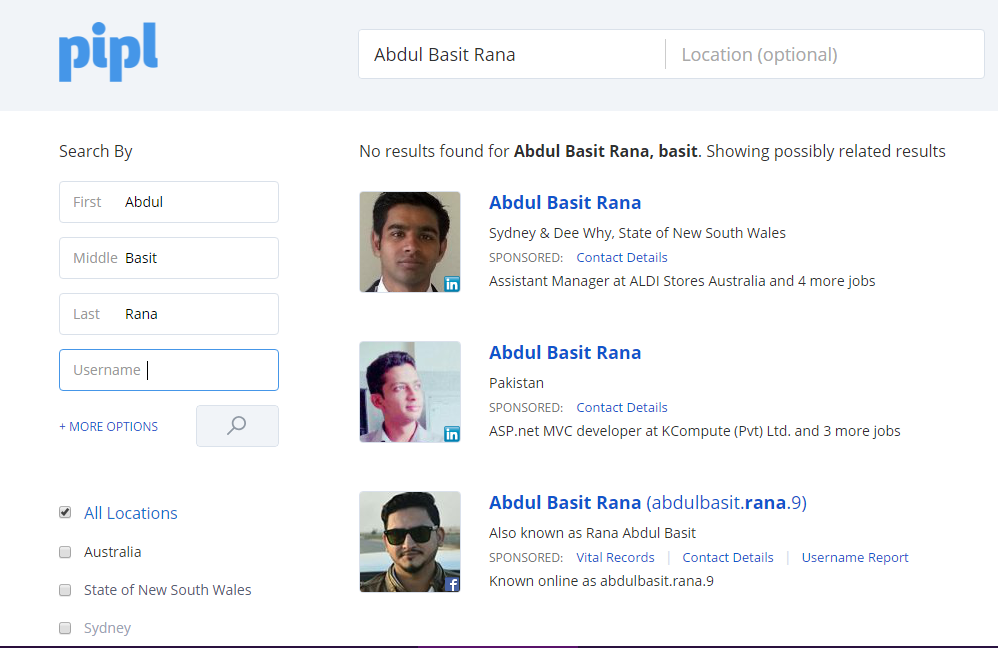 pipl
Abdul Basit Rana
Location (optional)
Search By
First Abdul
Middle Basit
Last Rana
Username
+ MORE OPTIONS
All Locations
Australia
State of New South Wales
Sydney
No results found for Abdul Basit Rana, basit. Showing possibly related results
in
Abdul Basit Rana
Sydney & Dee Why, State of New South Wales
SPONSORED: Contact Details
Assistant Manager at ALDI Stores Australia and 4 more jobs
in
Abdul Basit Rana
Pakistan
SPONSORED: Contact Details
ASP.net MVC developer at KCompute (Pvt) Ltd. and 3 more jobs
f
Abdul Basit Rana (abdulbasit.rana.9)
Also known as Rana Abdul Basit
SPONSORED: Vital Records | Contact Details | Username Report
Known online as abdulbasit.rana.9